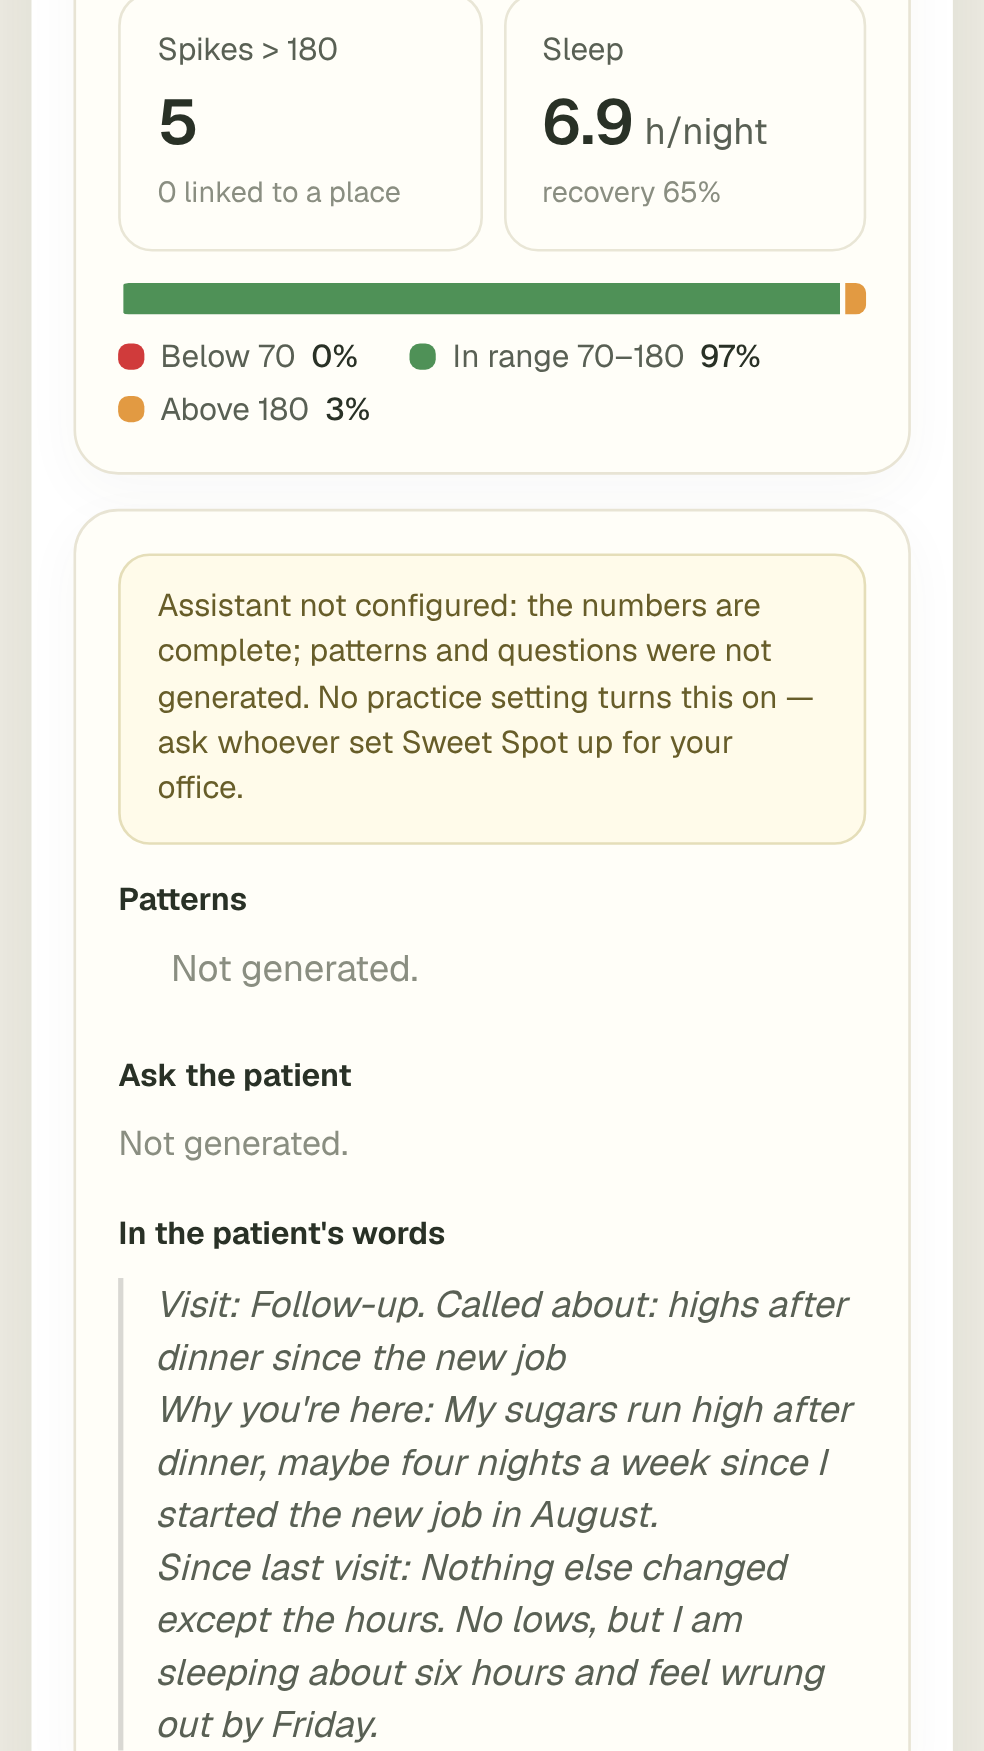 Spikes > 180
5
0 linked to a place
Sleep
6.9 h/night
recovery 65%
Below 70 0%
In range 70–180 97%
Above 180 3%
Assistant not configured: the numbers are
complete; patterns and questions were not
generated. No practice setting turns this on —
ask whoever set Sweet Spot up for your
office.
Patterns
Not generated.
Ask the patient
Not generated.
In the patient's words
Visit: Follow-up. Called about: highs after
dinner since the new job
Why you're here: My sugars run high after
dinner, maybe four nights a week since I
started the new job in August.
Since last visit: Nothing else changed
except the hours. No lows, but I am
sleeping about six hours and feel wrung
out by Friday.